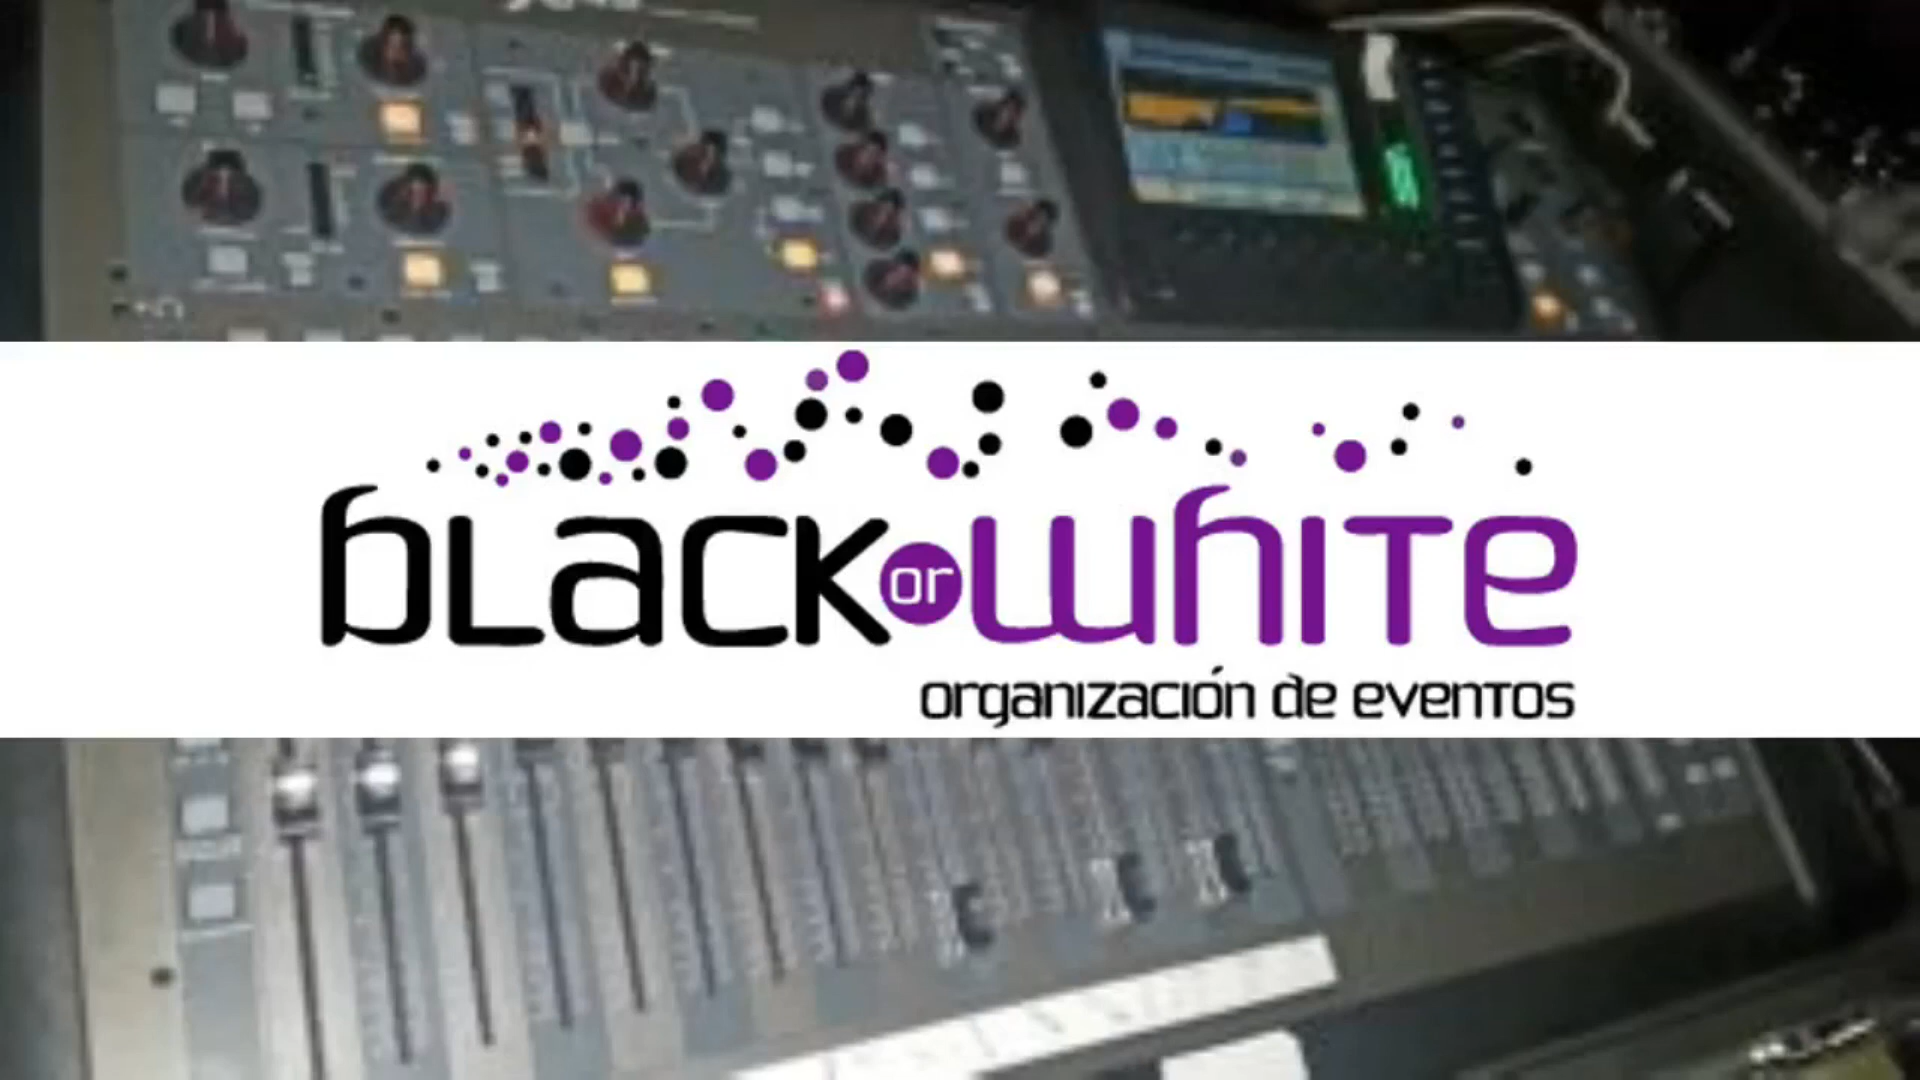 black or white
organización de eventos